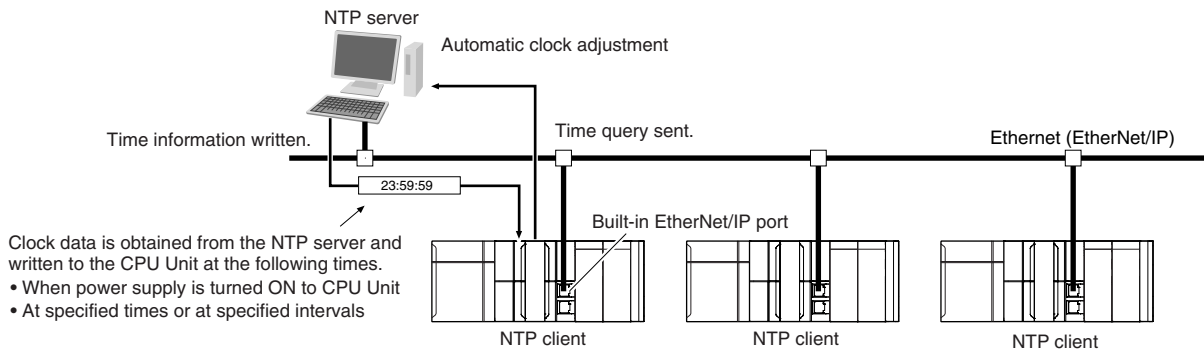 NTP server
Automatic clock adjustment
Time information written.
Time query sent.
Ethernet (EtherNet/IP)
23:59:59
Built-in EtherNet/IP port
Clock data is obtained from the NTP server and
written to the CPU Unit at the following times.
• When power supply is turned ON to CPU Unit
• At specified times or at specified intervals
NTP client
NTP client
NTP client